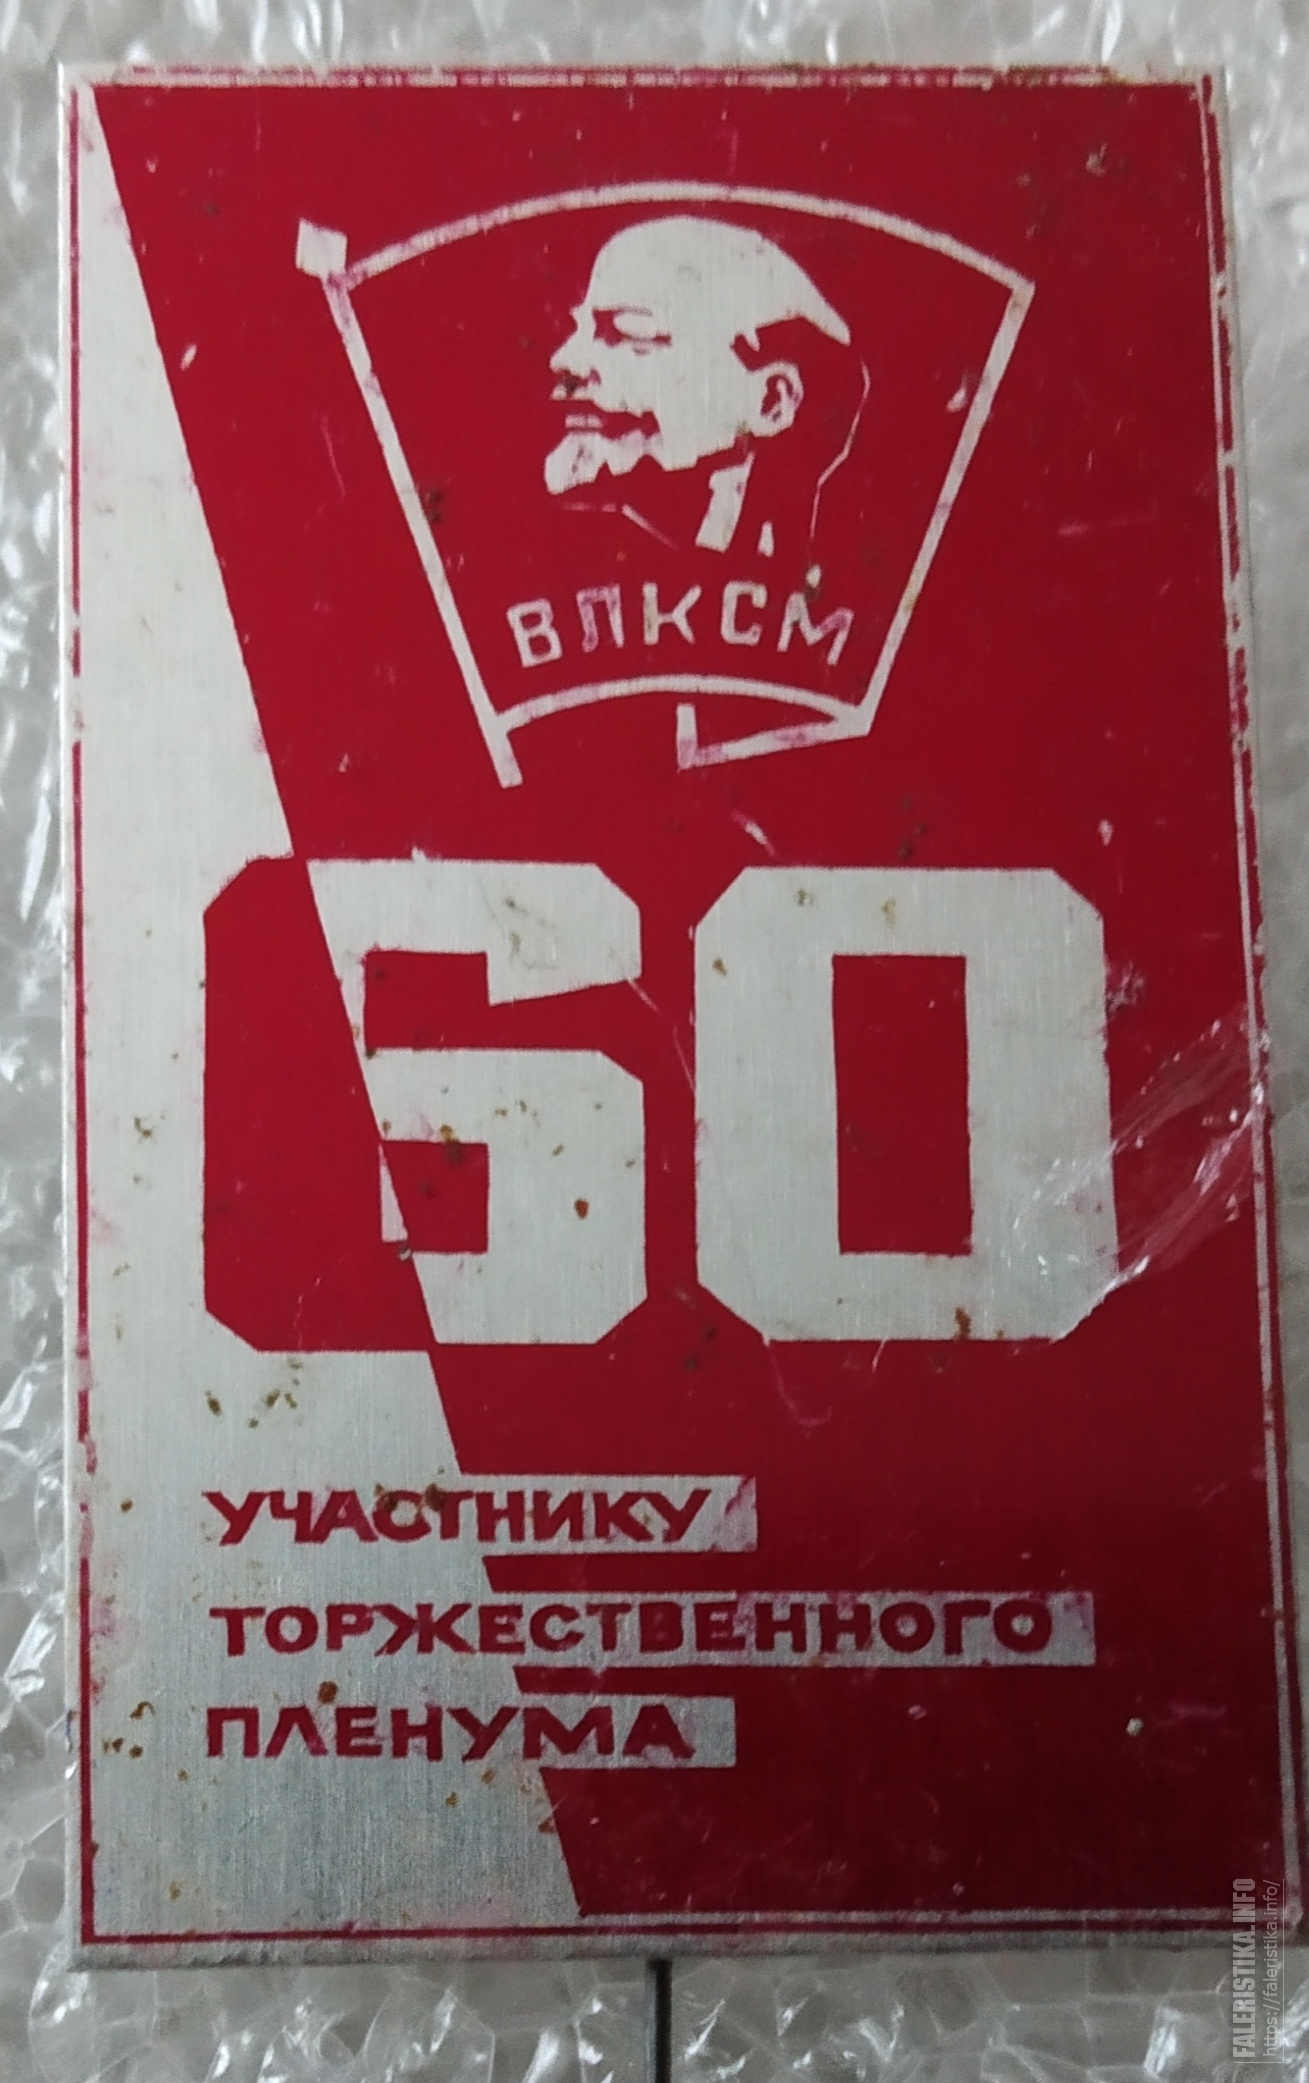 ВЛКСМ
60
УЧАСТНИКУ
ТОРЖЕСТВЕННОГО
ПЛЕНУМА
FALERISTIKA.INFO
https://faleristika.info/